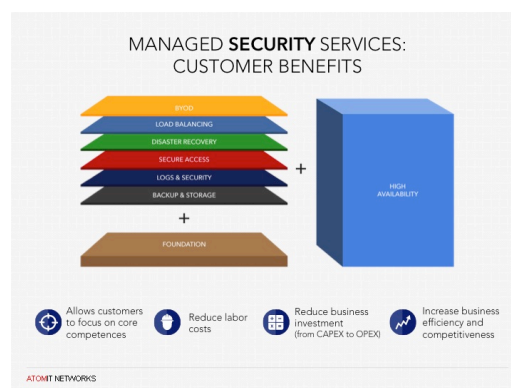 MANAGED SECURITY SERVICES:
CUSTOMER BENEFITS
BYOD
LOAD BALANCING
DISASTER RECOVERY
SECURE ACCESS
LOGS & SECURITY
BACKUP & STORAGE
+
FOUNDATION
+
HIGH
AVAILABILITY
Allows customers
to focus on core
competences
Reduce labor
costs
Reduce business
investment
(from CAPEX to OPEX)
Increase business
efficiency and
competitiveness
ATOMIT NETWORKS